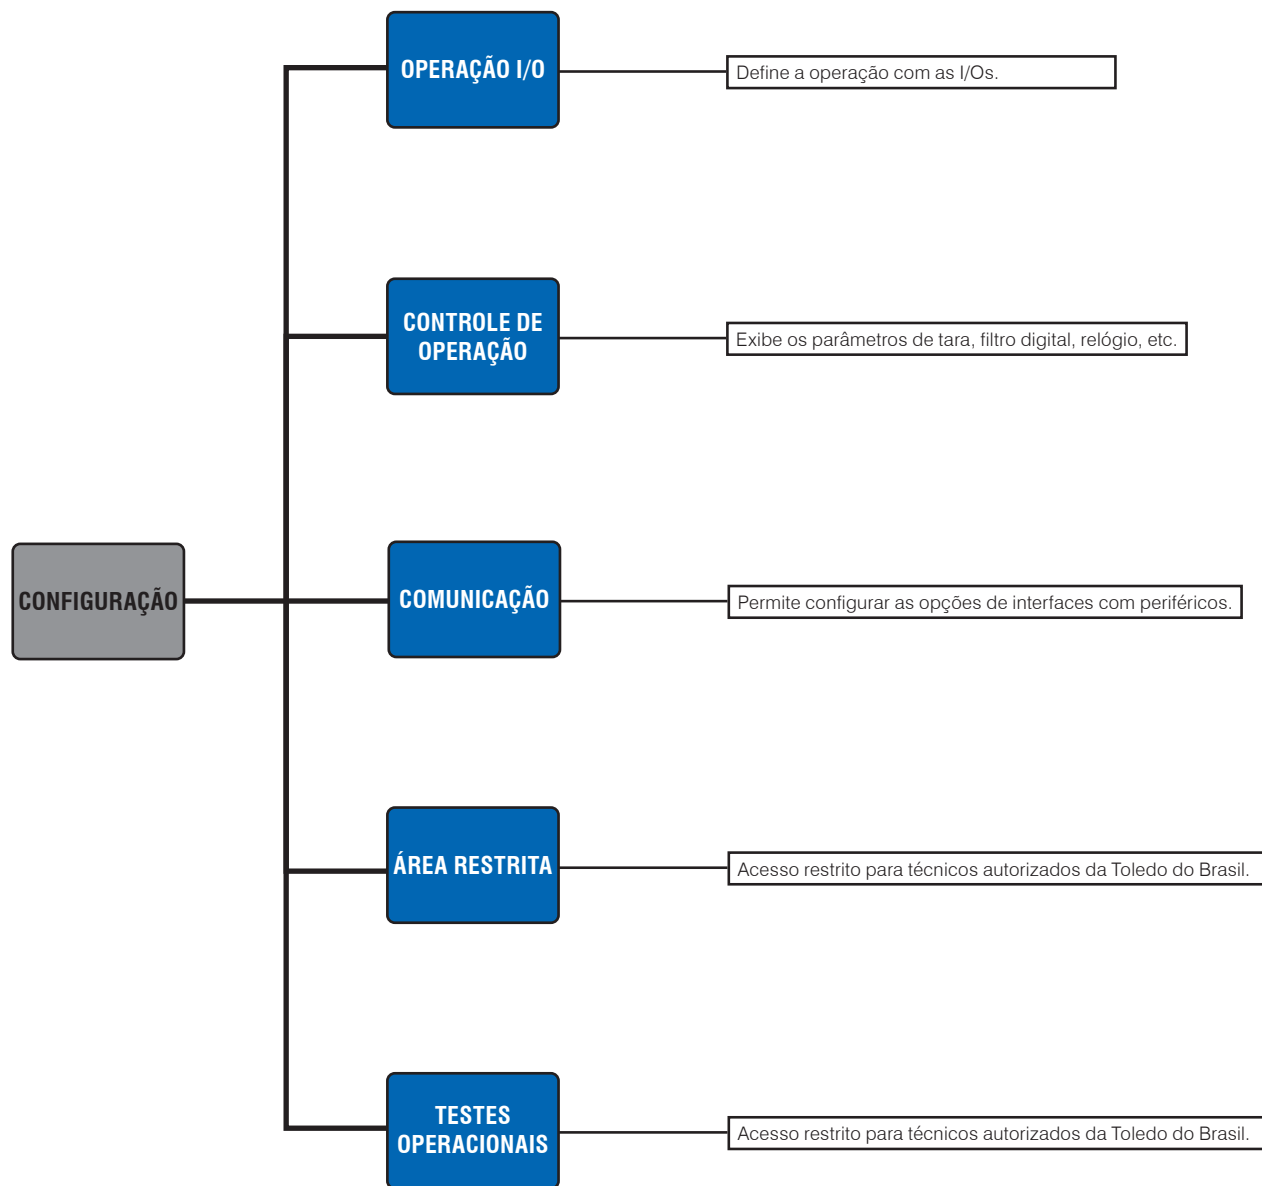 OPERAÇÃO I/O
Define a operação com as I/Os.
CONTROLE DE
OPERAÇÃO
Exibe os parâmetros de tara, filtro digital, relógio, etc.
CONFIGURAÇÃO
COMUNICAÇÃO
Permite configurar as opções de interfaces com periféricos.
ÁREA RESTRITA
Acesso restrito para técnicos autorizados da Toledo do Brasil.
TESTES
OPERACIONAIS
Acesso restrito para técnicos autorizados da Toledo do Brasil.